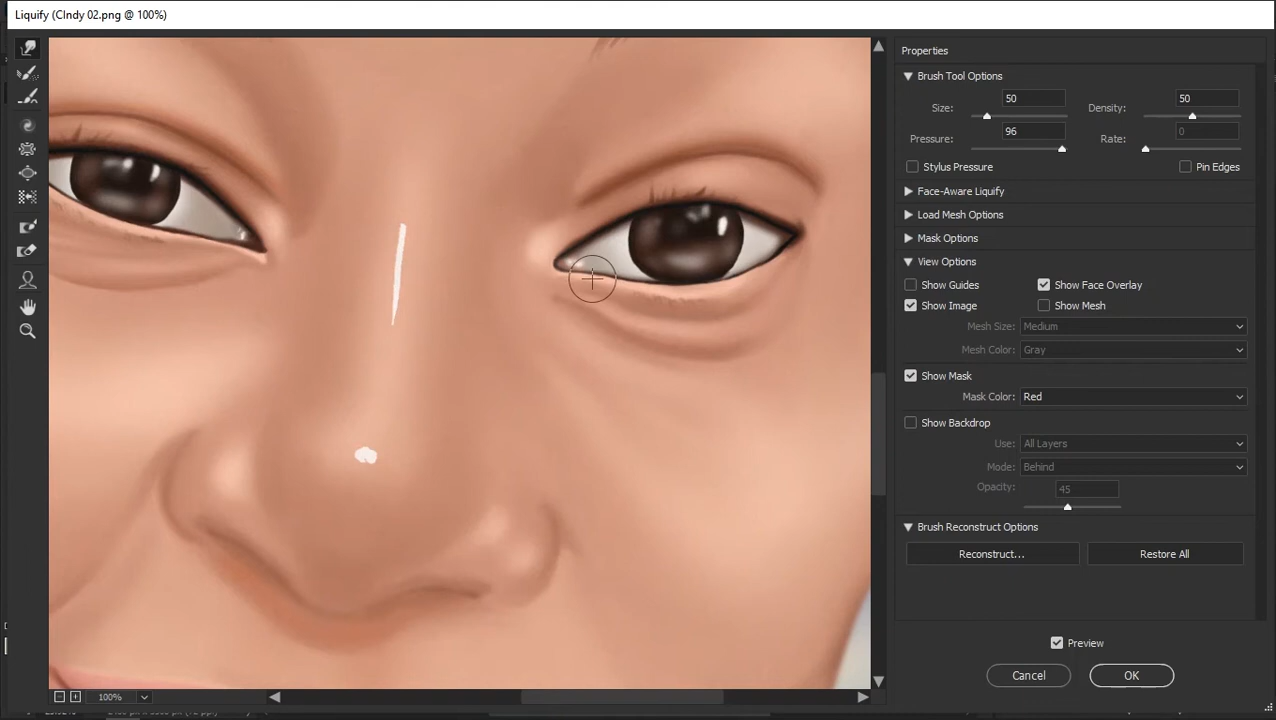 Liquify (CIndy 02.png @ 100%)
Properties
Brush Tool Options
Size: 50 Density: 50
Pressure: 96 Rate: 0
Stylus Pressure Pin Edges
Face-Aware Liquify
Load Mesh Options
Mask Options
View Options
Show Guides Show Face Overlay
Show Image Show Mesh
Mesh Size: Medium
Mesh Color: Gray
Show Mask
Mask Color: Red
Show Backdrop
Use: All Layers
Mode: Behind
Opacity: 45
Brush Reconstruct Options
Reconstruct... Restore All
Preview
Cancel OK
100%